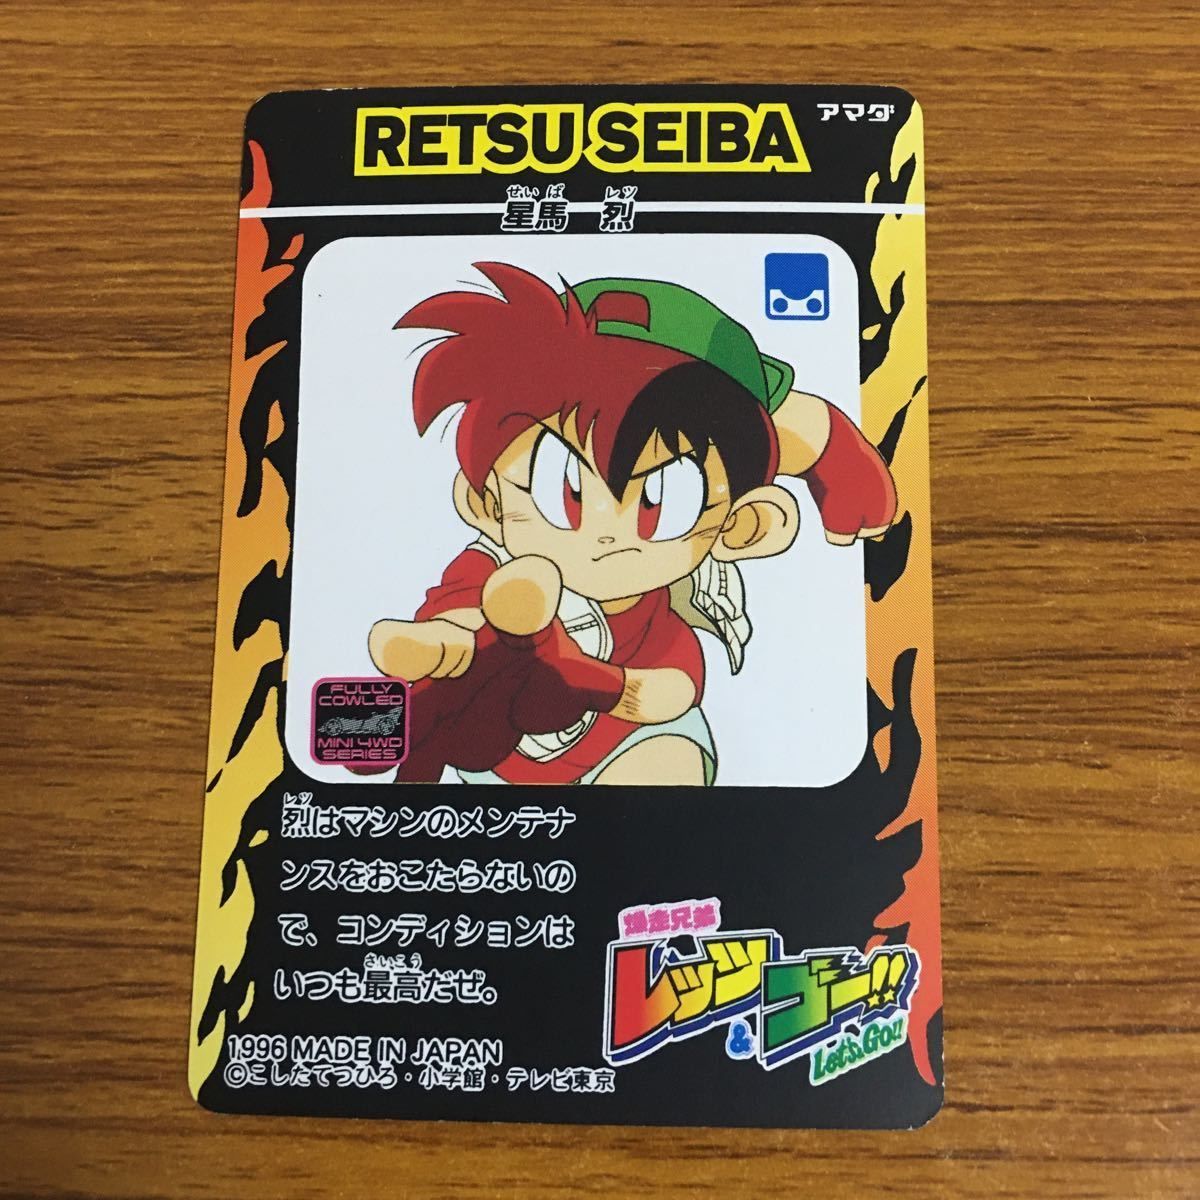 RETSU SEIBA
アマダ
せいば レツ
星馬 烈
FULLY
COWLED
MINI 4WD
SERIES
レツ
烈はマシンのメンテナ
ンスをおこたらないの
で、コンディションは
さいこう
いつも最高だぜ。
爆走兄弟
レッツ
&
ゴー!!
Let's Go!!
1996 MADE IN JAPAN
©こしたてつひろ・小学館・テレビ東京